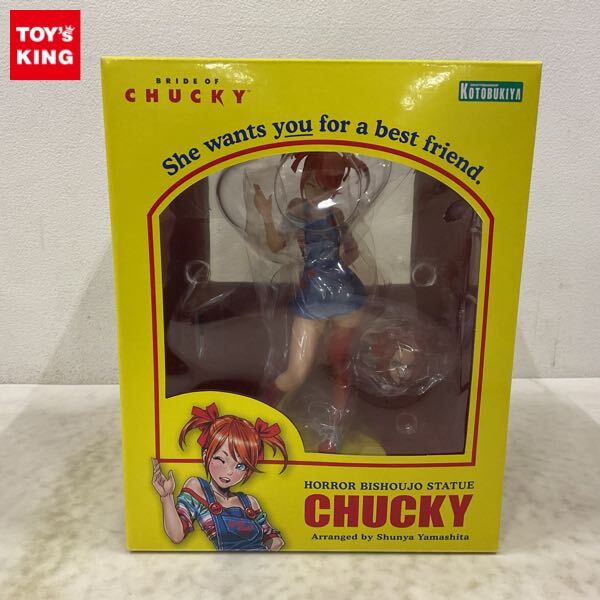 TOY'S
KING
BRIDE OF
CHUCKY™
KOTOBUKIYA
She wants you for a best friend.
HORROR BISHOUJO STATUE
CHUCKY
Arranged by Shunya Yamashita